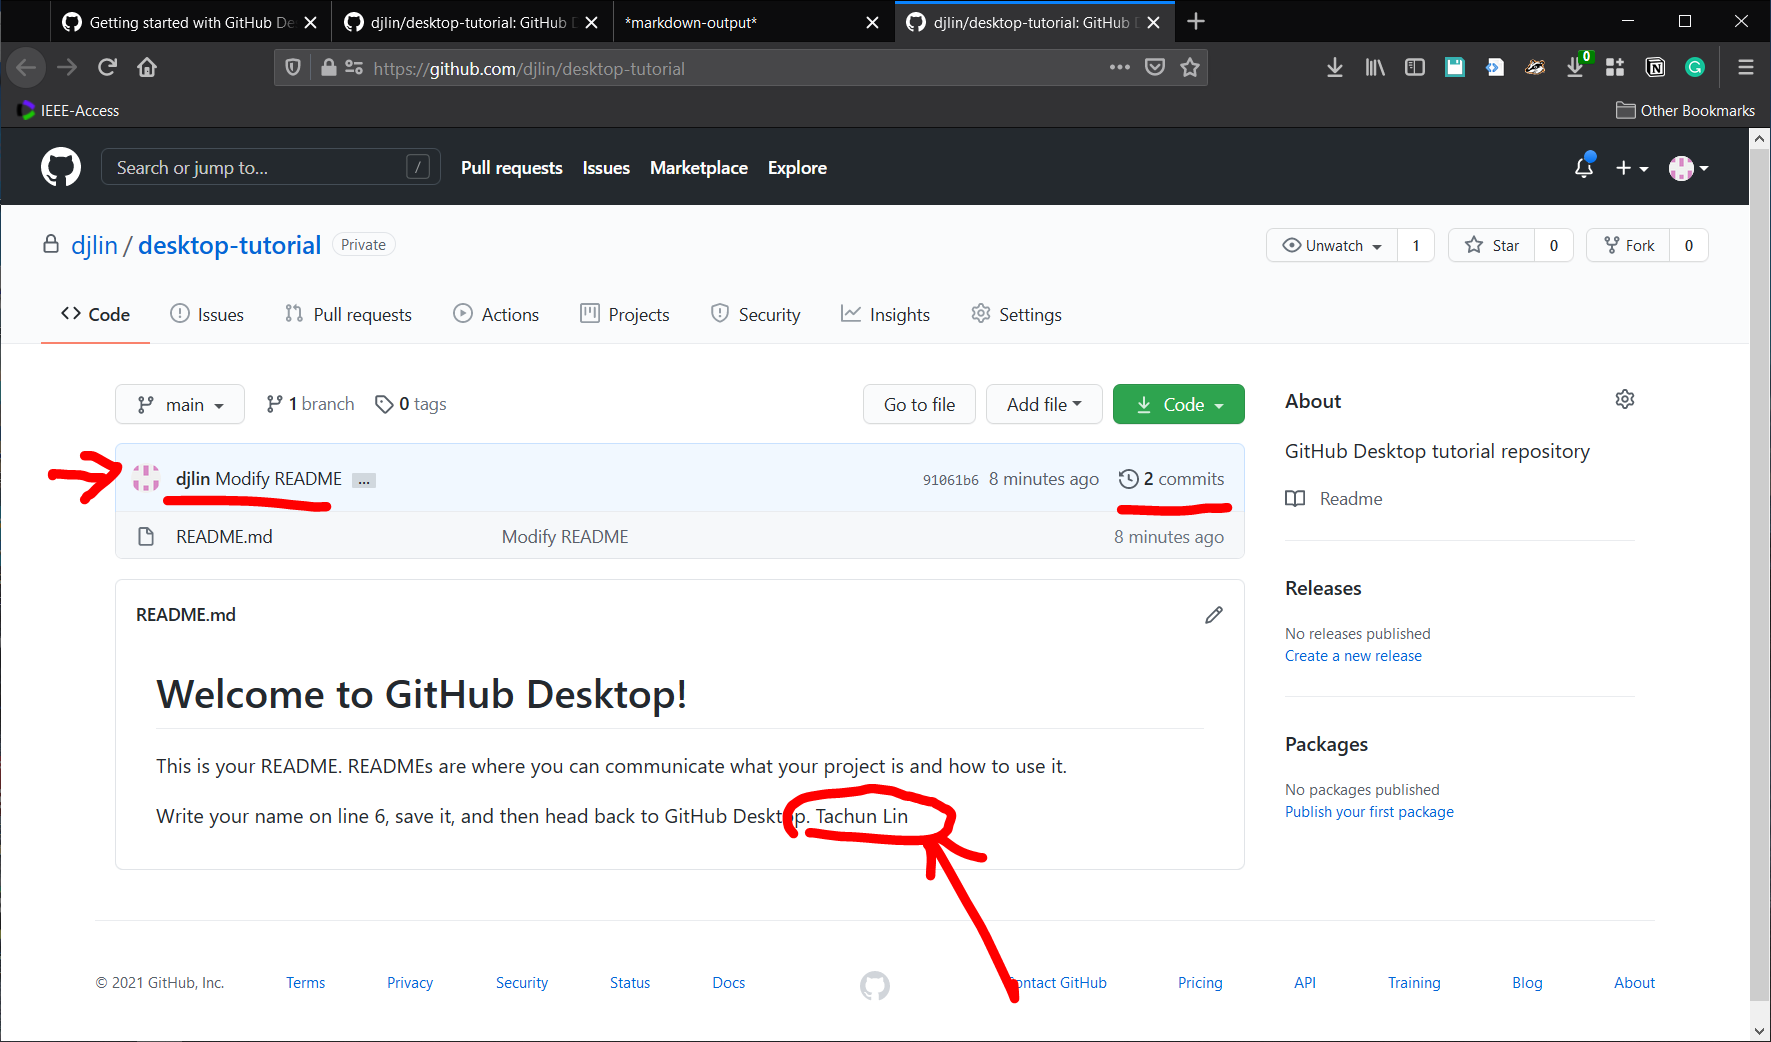 Getting started with GitHub De
djlin/desktop-tutorial: GitHub D
*markdown-output*
djlin/desktop-tutorial: GitHub D
https://github.com/djlin/desktop-tutorial
0
IEEE-Access
Other Bookmarks
Search or jump to...
/
Pull requests
Issues
Marketplace
Explore
djlin / desktop-tutorial
Private
Unwatch
1
Star
0
Fork
0
Code
Issues
Pull requests
Actions
Projects
Security
Insights
Settings
main
1 branch
0 tags
Go to file
Add file
Code
About
GitHub Desktop tutorial repository
Readme
djlin Modify README
...
91061b6
8 minutes ago
2 commits
README.md
Modify README
8 minutes ago
README.md
Welcome to GitHub Desktop!
This is your README. READMEs are where you can communicate what your project is and how to use it.
Write your name on line 6, save it, and then head back to GitHub Desktop. Tachun Lin
Releases
No releases published
Create a new release
Packages
No packages published
Publish your first package
© 2021 GitHub, Inc.
Terms
Privacy
Security
Status
Docs
Contact GitHub
Pricing
API
Training
Blog
About